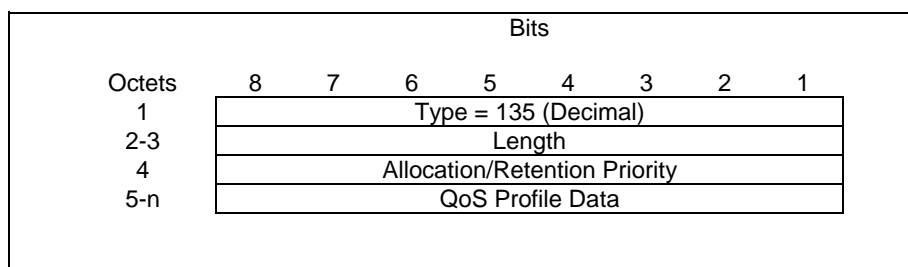 Bits
Octets 8 7 6 5 4 3 2 1
1 Type = 135 (Decimal)
2-3 Length
4 Allocation/Retention Priority
5-n QoS Profile Data